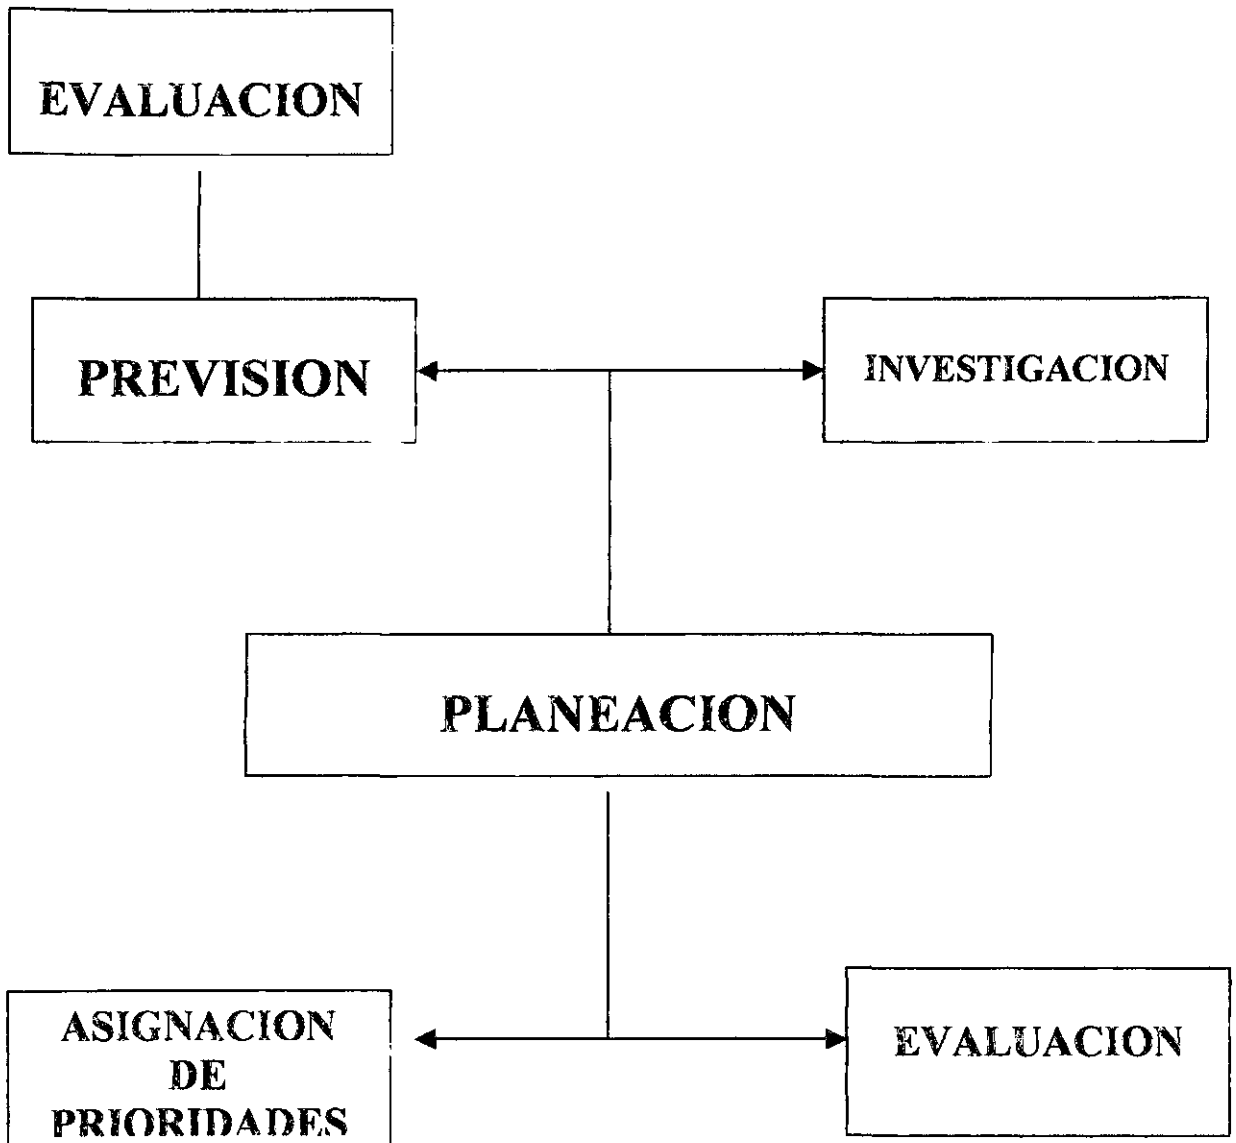 EVALUACION
PREVISION
INVESTIGACION
PLANEACION
ASIGNACION
DE
PRIORIDADES
EVALUACION